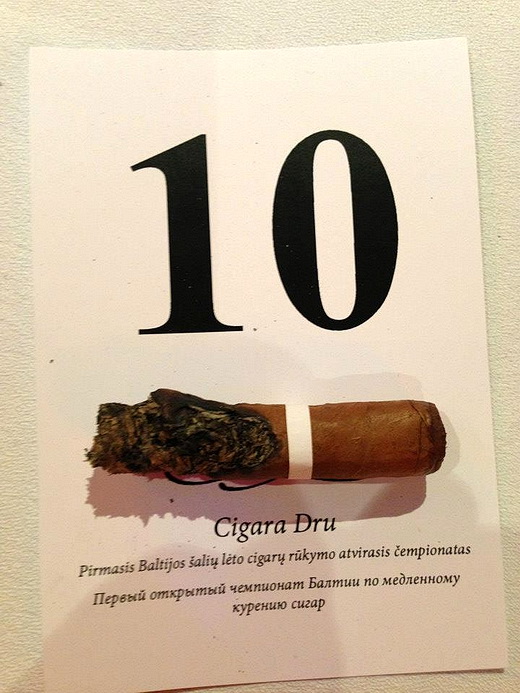 10
Cigara Dru
Pirmasis Baltijos šalių lėto cigarų rūkymo atvirasis čempionatas
Первый открытый чемпионат Балтии по медленному
курению сигар